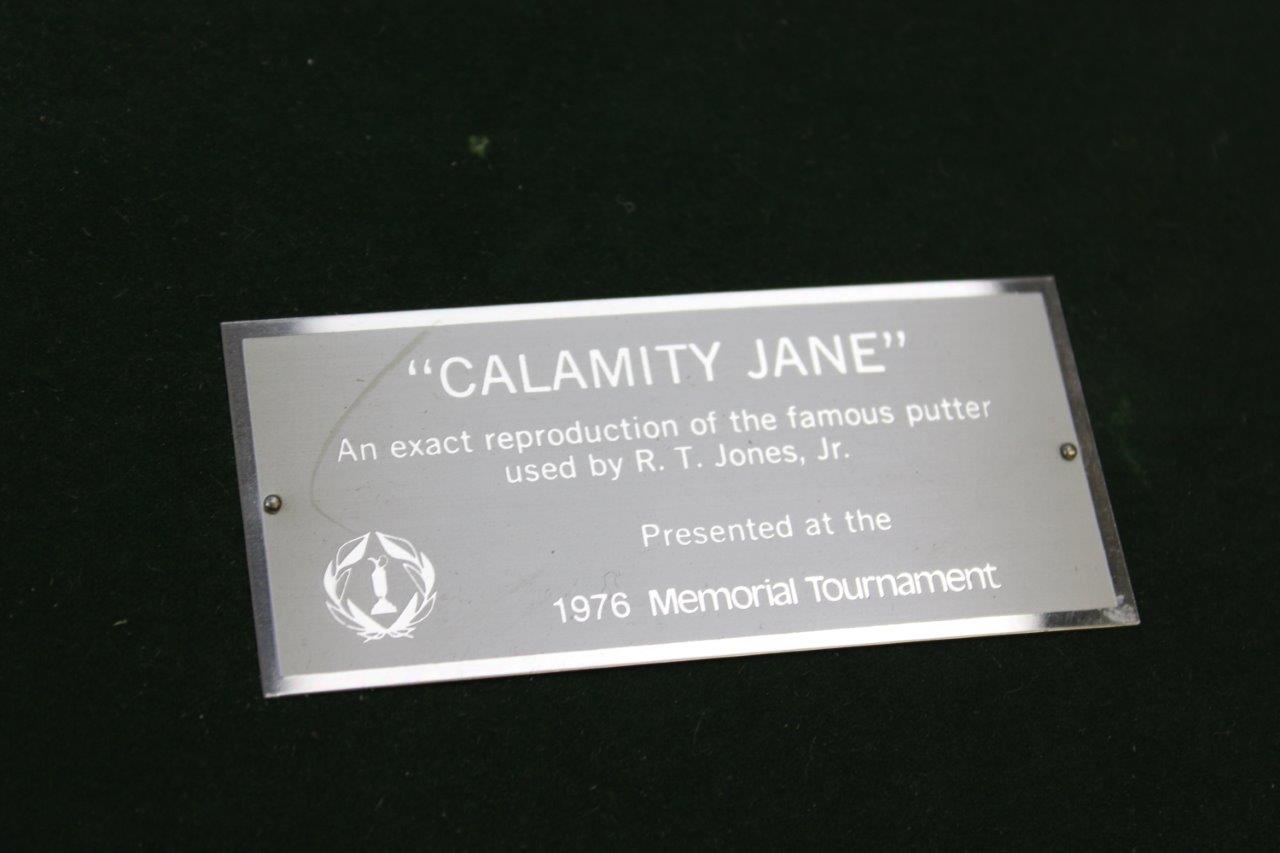 “CALAMITY JANE”
An exact reproduction of the famous putter
used by R. T. Jones, Jr.
Presented at the
1976 Memorial Tournament